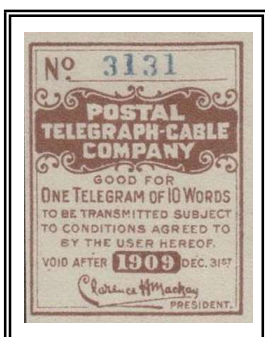 Nº 3131
POSTAL
TELEGRAPH-CABLE
COMPANY
GOOD FOR
ONE TELEGRAM OF 10 WORDS
TO BE TRANSMITTED SUBJECT
TO CONDITIONS AGREED TO
BY THE USER HEREOF.
VOID AFTER 1909 DEC. 31ST
Clarence H Mackay
PRESIDENT.